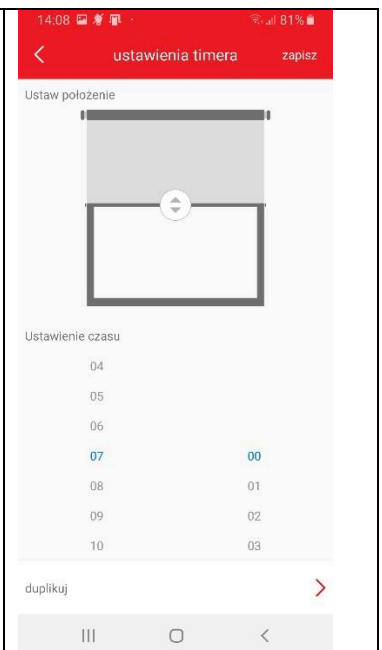 14:08 81%
ustawienia timera zapisz
Ustaw położenie
Ustawienie czasu
04
05
06
07 00
08 01
09 02
10 03
duplikuj